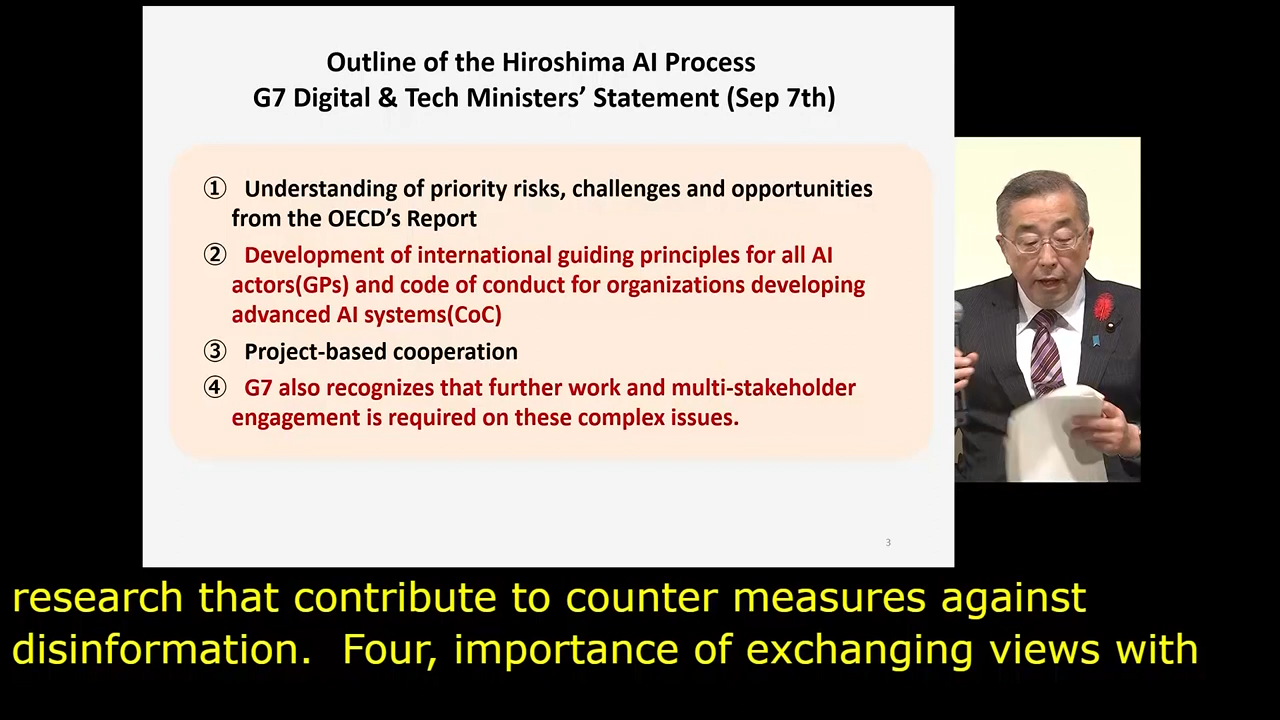 Outline of the Hiroshima AI Process
G7 Digital & Tech Ministers’ Statement (Sep 7th)
① Understanding of priority risks, challenges and opportunities
from the OECD’s Report
② Development of international guiding principles for all AI
actors(GPs) and code of conduct for organizations developing
advanced AI systems(CoC)
③ Project-based cooperation
④ G7 also recognizes that further work and multi-stakeholder
engagement is required on these complex issues.
3
research that contribute to counter measures against
disinformation.  Four, importance of exchanging views with